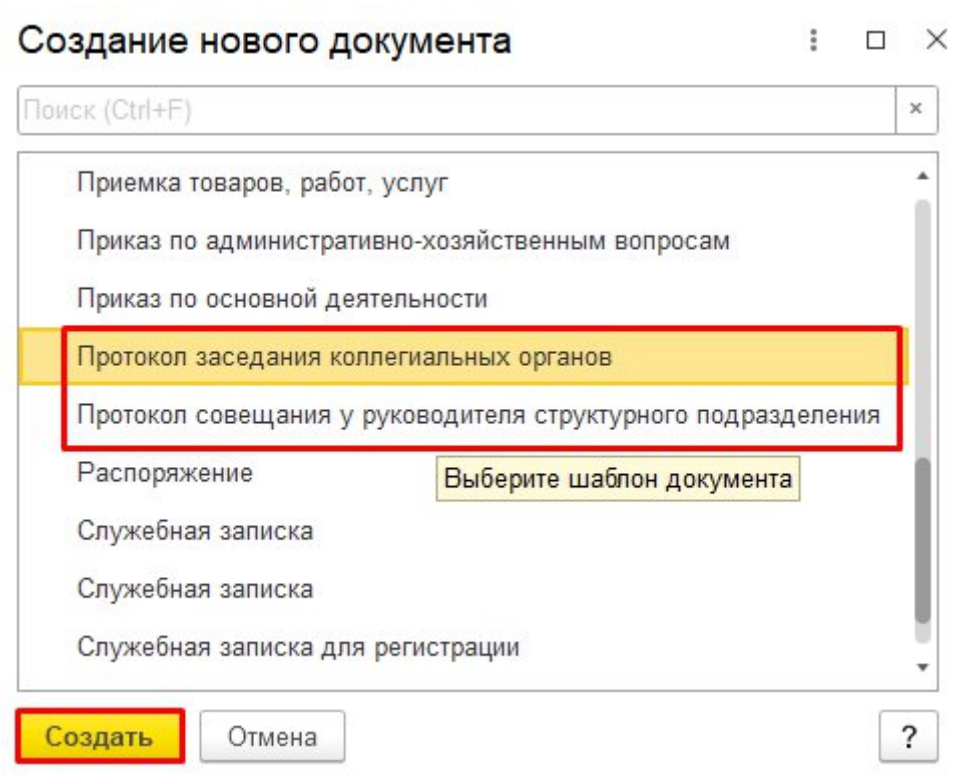 Создание нового документа
Поиск (Ctrl+F)
×
Приемка товаров, работ, услуг
Приказ по административно-хозяйственным вопросам
Приказ по основной деятельности
Протокол заседания коллегиальных органов
Протокол совещания у руководителя структурного подразделения
Распоряжение
Выберите шаблон документа
Служебная записка
Служебная записка
Служебная записка для регистрации
Создать
Отмена
?